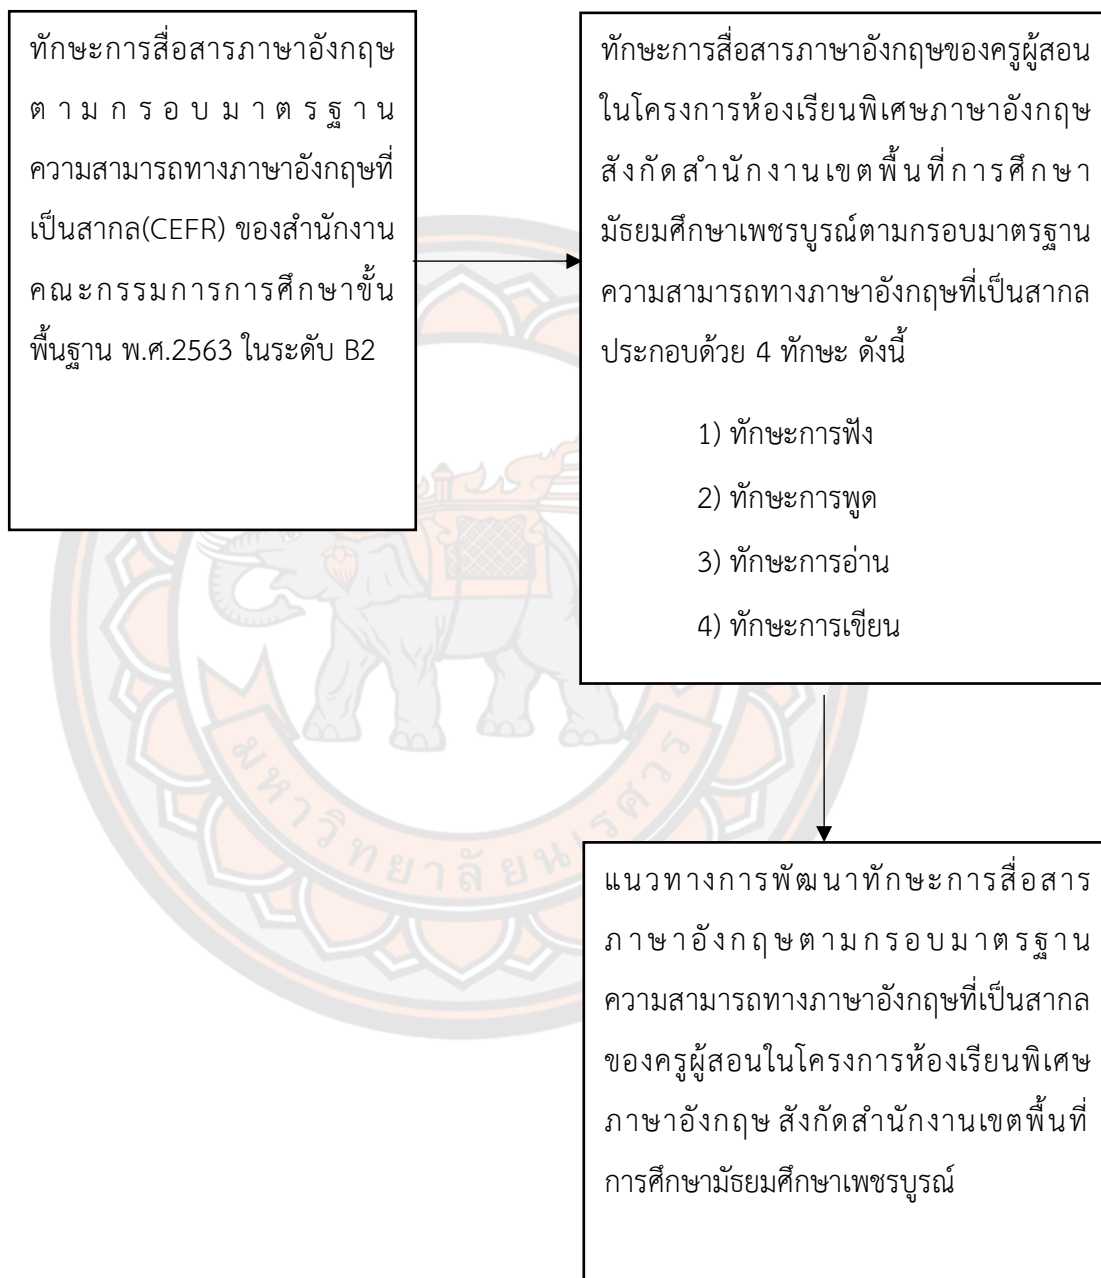 ทักษะการสื่อสารภาษาอังกฤษ
ตามกรอบมาตรฐาน
ความสามารถทางภาษาอังกฤษที่
เป็นสากล(CEFR) ของสำนักงาน
คณะกรรมการการศึกษาขั้น
พื้นฐาน พ.ศ.2563 ในระดับ B2
ทักษะการสื่อสารภาษาอังกฤษของครูผู้สอน
ในโครงการห้องเรียนพิเศษภาษาอังกฤษ
สังกัดสำนักงานเขตพื้นที่การศึกษา
มัธยมศึกษาเพชรบูรณ์ตามกรอบมาตรฐาน
ความสามารถทางภาษาอังกฤษที่เป็นสากล
ประกอบด้วย 4 ทักษะ ดังนี้
1) ทักษะการฟัง
2) ทักษะการพูด
3) ทักษะการอ่าน
4) ทักษะการเขียน
แนวทางการพัฒนาทักษะการสื่อสาร
ภาษาอังกฤษตามกรอบมาตรฐาน
ความสามารถทางภาษาอังกฤษที่เป็นสากล
ของครูผู้สอนในโครงการห้องเรียนพิเศษ
ภาษาอังกฤษ สังกัดสำนักงานเขตพื้นที่
การศึกษามัธยมศึกษาเพชรบูรณ์
มหาวิทยาลัยนเรศวร